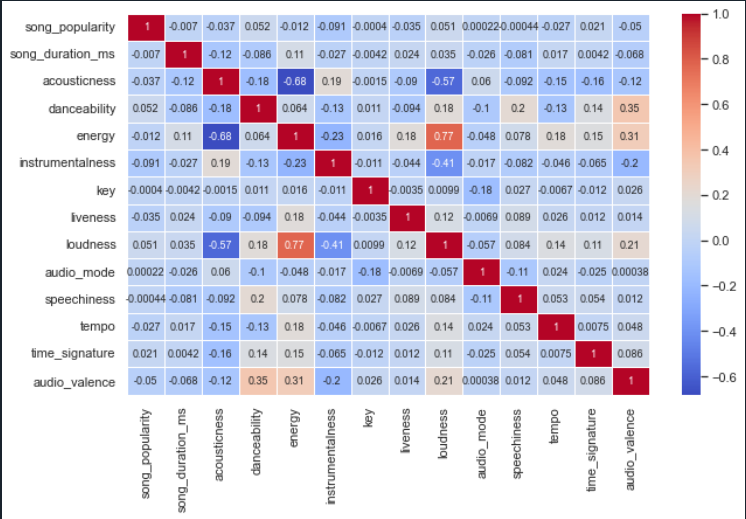 song_popularity 1 -0.007 -0.037 0.052 -0.012 -0.091 -0.0004 -0.035 0.051 0.00022 -0.00044 -0.027 0.021 -0.05
song_duration_ms -0.007 1 -0.12 -0.086 0.11 -0.027 -0.0042 0.024 0.035 -0.026 -0.081 0.017 0.0042 -0.068
acousticness -0.037 -0.12 1 -0.18 -0.68 0.19 -0.0015 -0.09 -0.57 0.06 -0.092 -0.15 -0.16 -0.12
danceability 0.052 -0.086 -0.18 1 0.064 -0.13 0.011 -0.094 0.18 -0.1 0.2 -0.13 0.14 0.35
energy -0.012 0.11 -0.68 0.064 1 -0.23 0.016 0.18 0.77 -0.048 0.078 0.18 0.15 0.31
instrumentalness -0.091 -0.027 0.19 -0.13 -0.23 1 -0.011 -0.044 -0.41 -0.017 -0.082 -0.046 -0.065 -0.2
key -0.0004 -0.0042 -0.0015 0.011 0.016 -0.011 1 -0.0035 0.0099 -0.18 0.027 -0.0067 -0.012 0.026
liveness -0.035 0.024 -0.09 -0.094 0.18 -0.044 -0.0035 1 0.12 -0.0069 0.089 0.026 0.012 0.014
loudness 0.051 0.035 -0.57 0.18 0.77 -0.41 0.0099 0.12 1 -0.057 0.084 0.14 0.11 0.21
audio_mode 0.00022 -0.026 0.06 -0.1 -0.048 -0.017 -0.18 -0.0069 -0.057 1 -0.11 0.024 -0.025 0.00038
speechiness -0.00044 -0.081 -0.092 0.2 0.078 -0.082 0.027 0.089 0.084 -0.11 1 0.053 0.054 0.012
tempo -0.027 0.017 -0.15 -0.13 0.18 -0.046 -0.0067 0.026 0.14 0.024 0.053 1 0.0075 0.048
time_signature 0.021 0.0042 -0.16 0.14 0.15 -0.065 -0.012 0.012 0.11 -0.025 0.054 0.0075 1 0.086
audio_valence -0.05 -0.068 -0.12 0.35 0.31 -0.2 0.026 0.014 0.21 0.00038 0.012 0.048 0.086 1
song_popularity
song_duration_ms
acousticness
danceability
energy
instrumentalness
key
liveness
loudness
audio_mode
speechiness
tempo
time_signature
audio_valence
1.0
0.8
0.6
0.4
0.2
0.0
−0.2
−0.4
−0.6